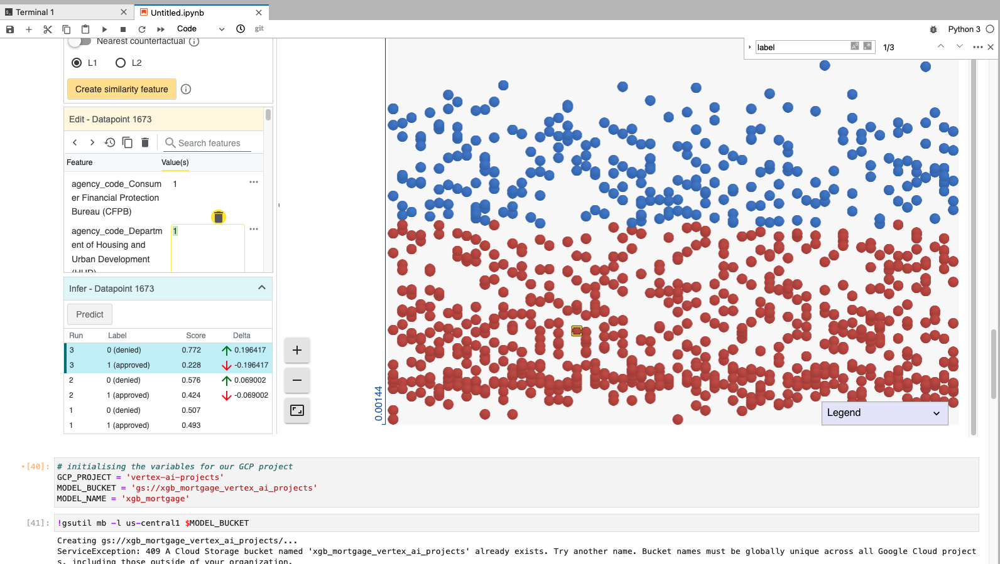 Terminal 1
Untitled.ipynb
Code
git
Python 3
label
1/3
Nearest counterfactual
L1 L2
Create similarity feature
Edit - Datapoint 1673
Search features
Feature Value(s)
agency_code_Consum
er Financial Protection
Bureau (CFPB)
1
agency_code_Departm
ent of Housing and
Urban Development
(HUD)
1
Infer - Datapoint 1673
Predict
Run Label Score Delta
3 0 (denied) 0.772 0.196417
3 1 (approved) 0.228 -0.196417
2 0 (denied) 0.576 0.069002
2 1 (approved) 0.424 -0.069002
1 0 (denied) 0.507
1 1 (approved) 0.493
0.00144
Legend
[40]:
# initialising the variables for our GCP project
GCP_PROJECT = 'vertex-ai-projects'
MODEL_BUCKET = 'gs://xgb_mortgage_vertex_ai_projects'
MODEL_NAME = 'xgb_mortgage'
[41]:
!gsutil mb -l us-central1 $MODEL_BUCKET
Creating gs://xgb_mortgage_vertex_ai_projects/...
ServiceException: 409 A Cloud Storage bucket named 'xgb_mortgage_vertex_ai_projects' already exists. Try another name. Bucket names must be globally unique across all Google Cloud project
s, including those outside of your organization.